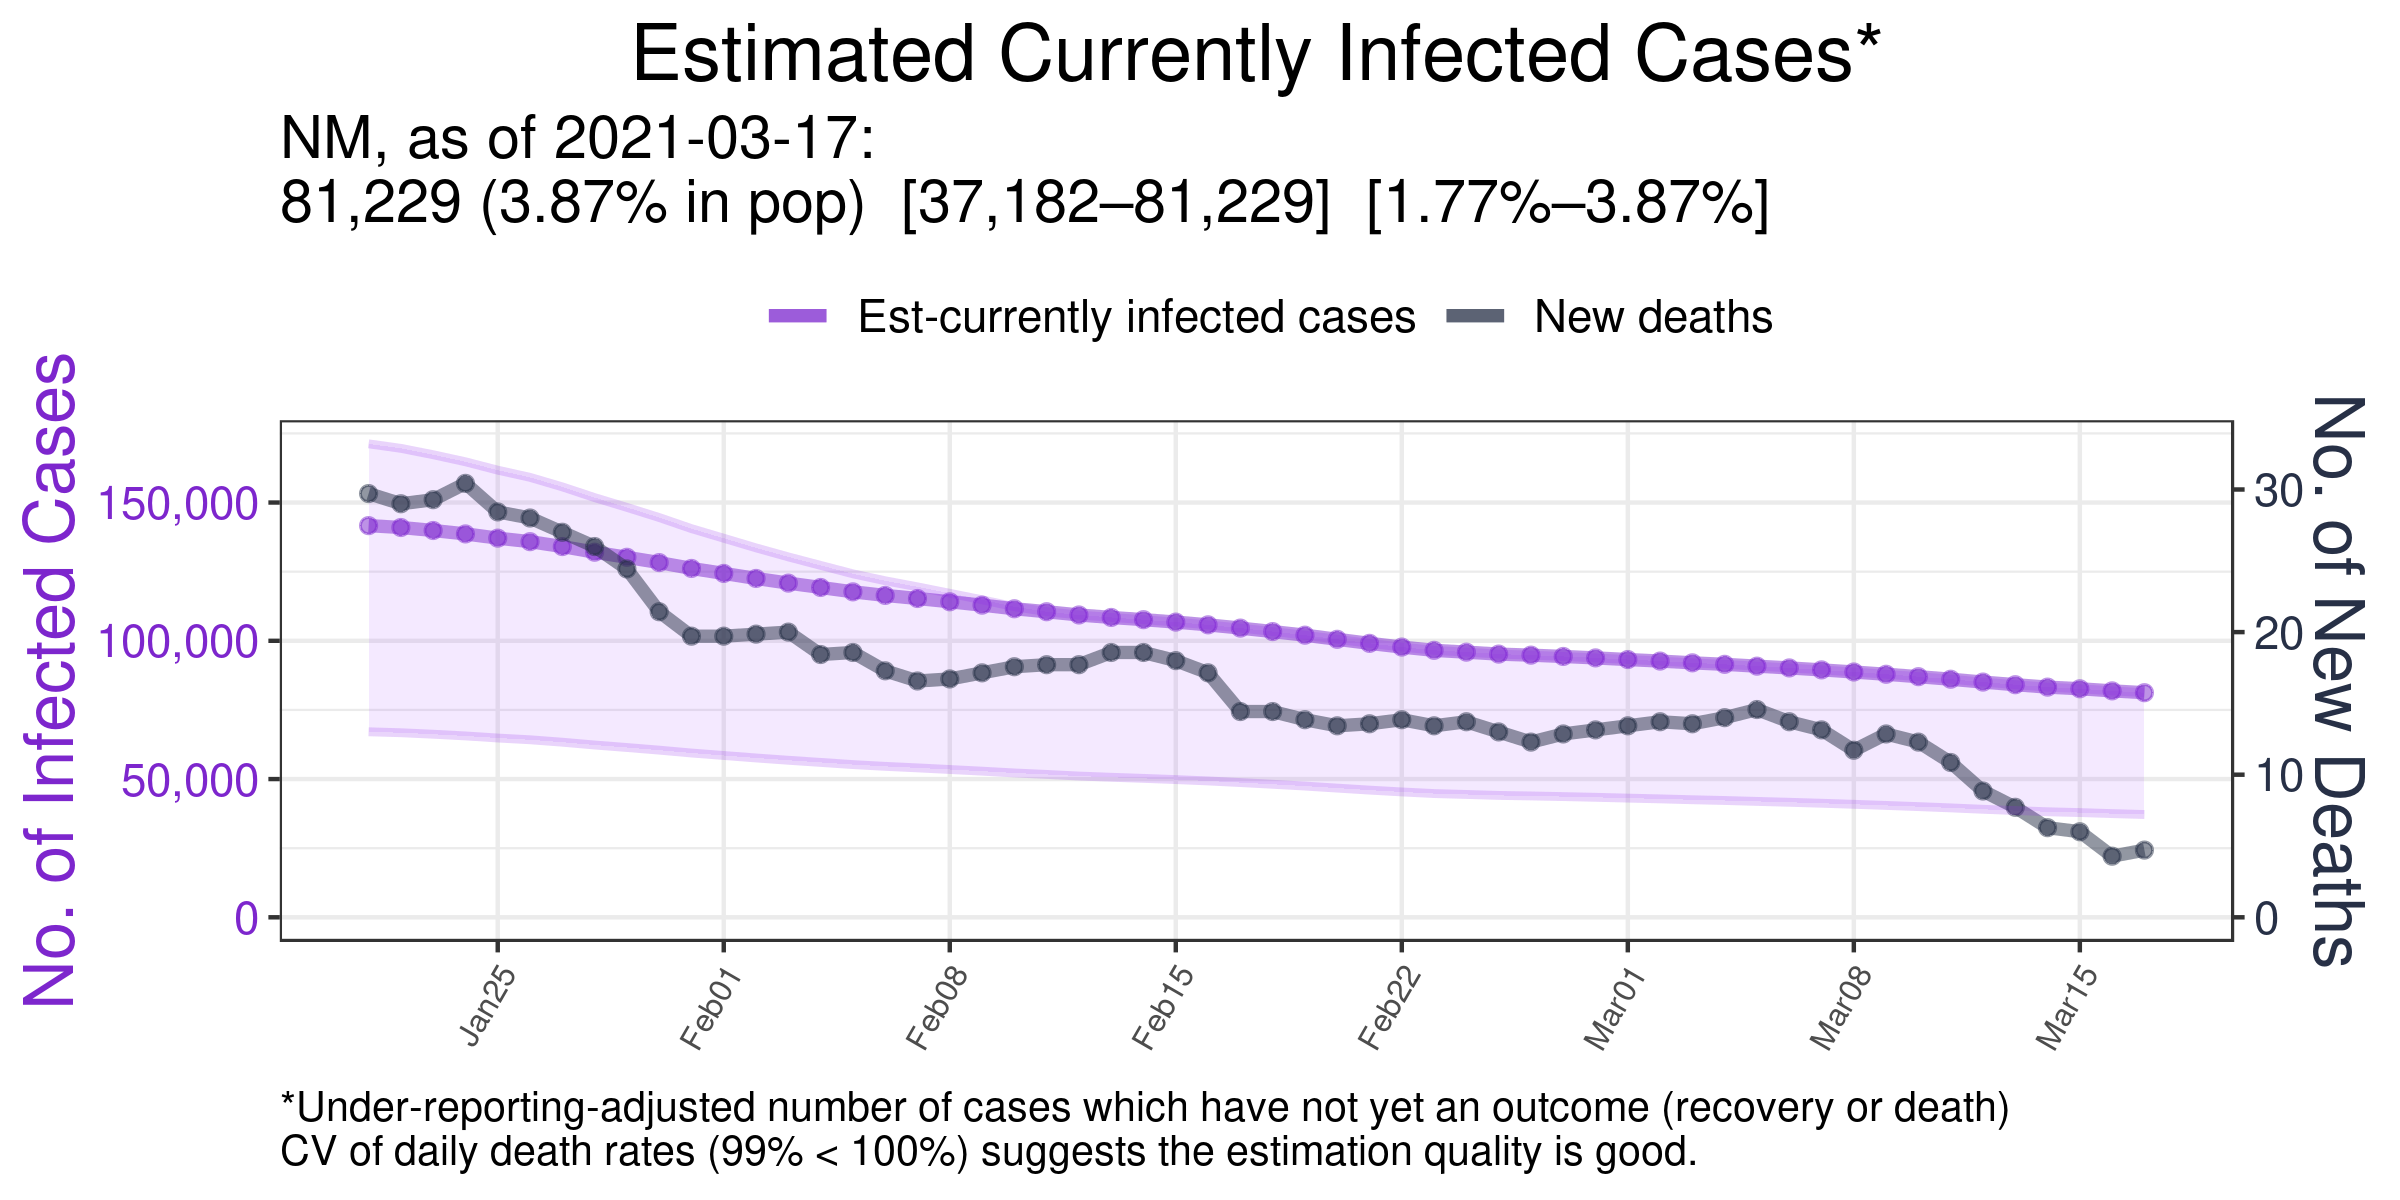 Estimated Currently Infected Cases*
NM, as of 2021-03-17:
81,229 (3.87% in pop)  [37,182–81,229]  [1.77%–3.87%]
Est-currently infected cases
New deaths
No. of Infected Cases
150,000
100,000
50,000
0
No. of New Deaths
30
20
10
0
Jan25
Feb01
Feb08
Feb15
Feb22
Mar01
Mar08
Mar15
*Under-reporting-adjusted number of cases which have not yet an outcome (recovery or death)
CV of daily death rates (99% < 100%) suggests the estimation quality is good.